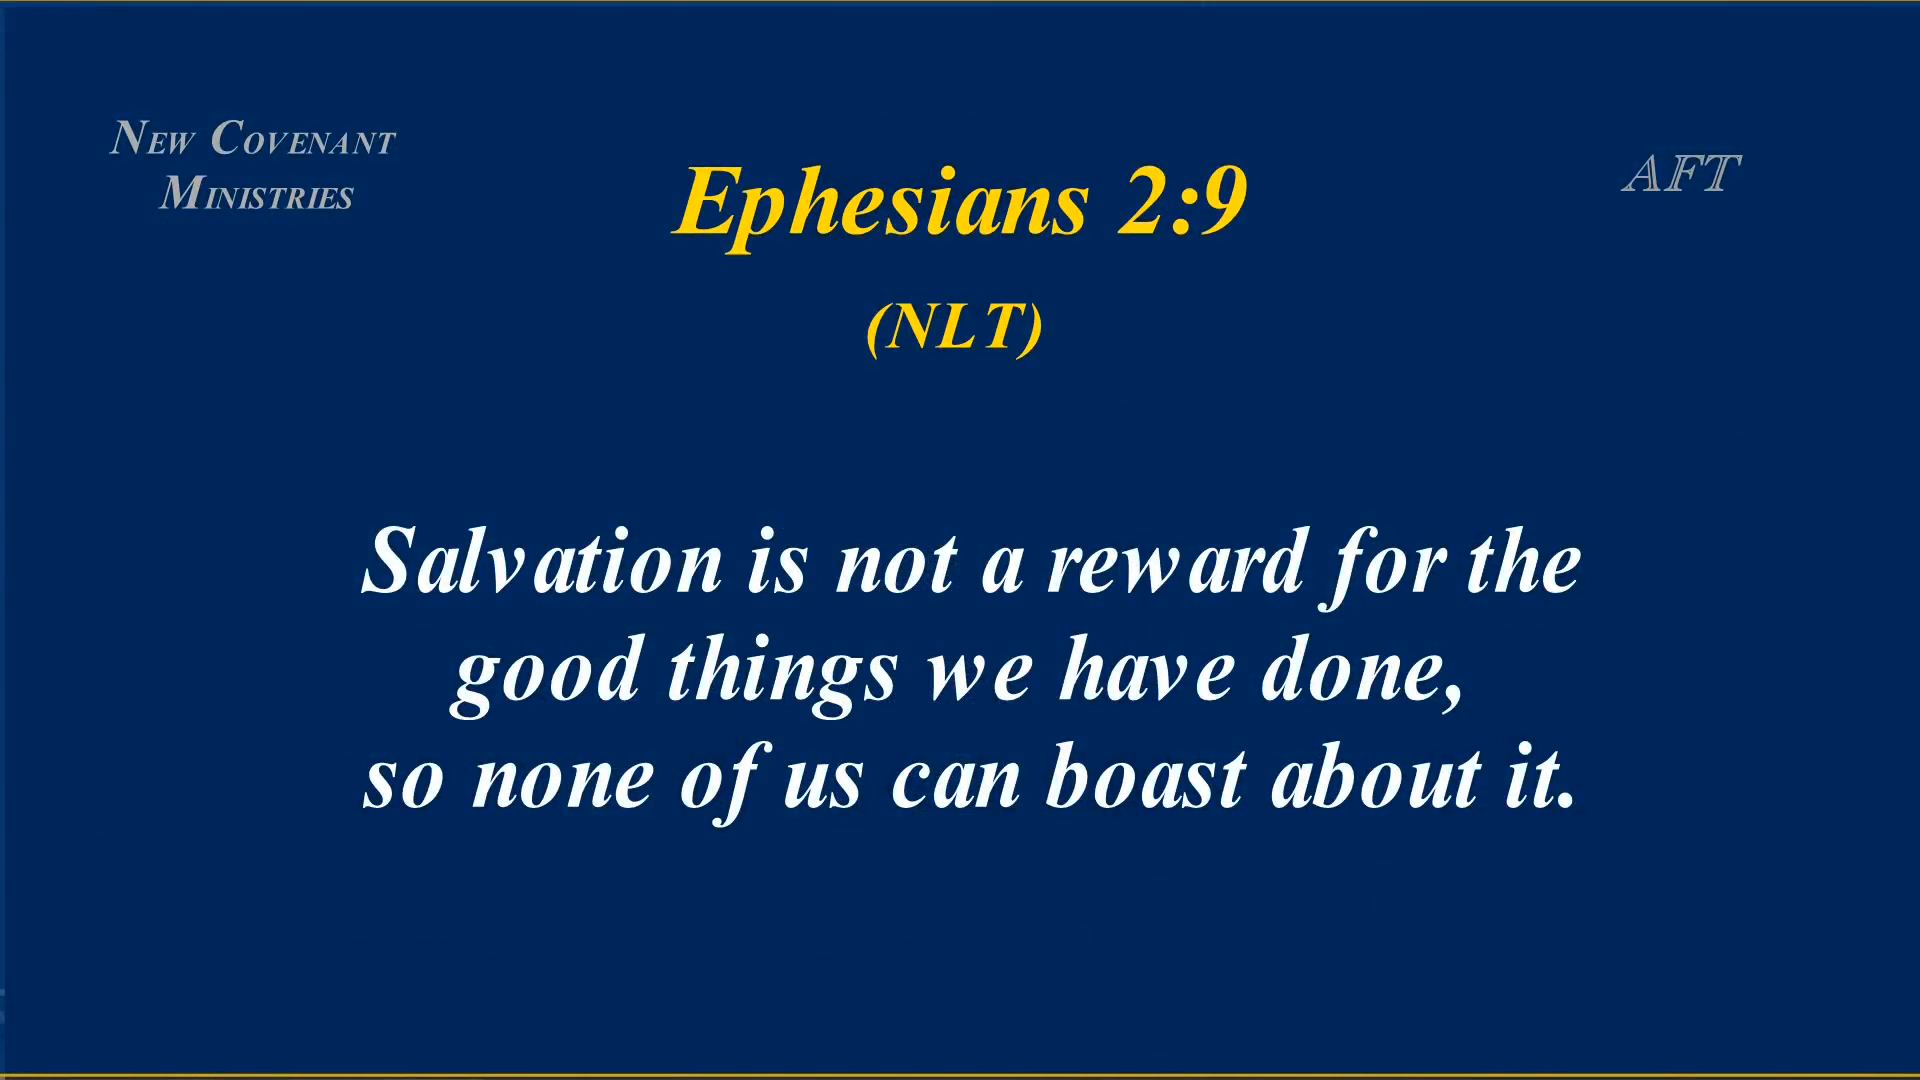 New Covenant
Ministries
AFT
Ephesians 2:9
(NLT)
Salvation is not a reward for the
good things we have done,
so none of us can boast about it.